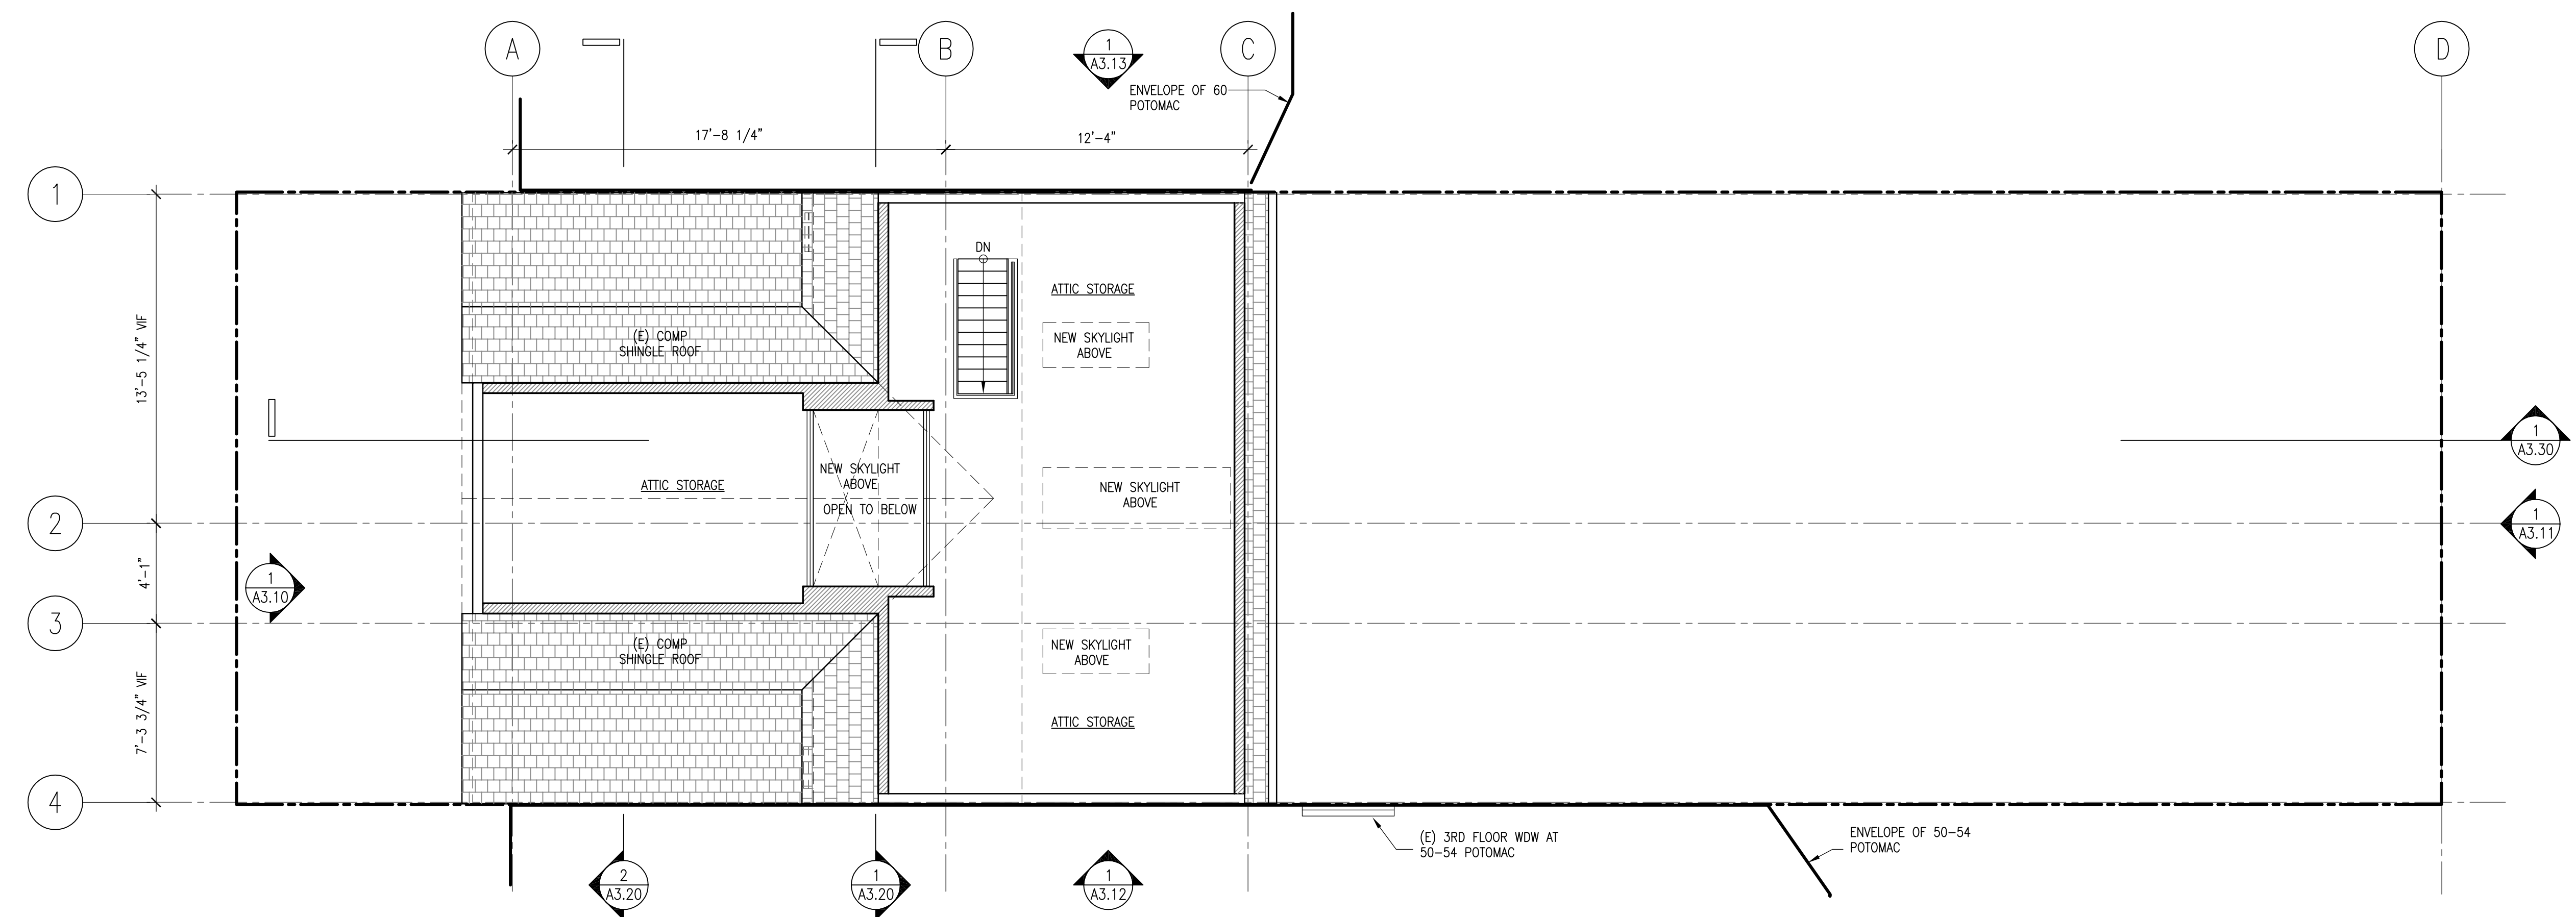 A
B
C
D
1
A3.13
ENVELOPE OF 60
POTOMAC
17'-8 1/4"
12'-4"
1
13'-5 1/4" VIF
DN
ATTIC STORAGE
NEW SKYLIGHT
ABOVE
(E) COMP
SHINGLE ROOF
1
A3.30
NEW SKYLIGHT
ABOVE
OPEN TO BELOW
ATTIC STORAGE
NEW SKYLIGHT
ABOVE
2
1
A3.11
4'-1"
1
A3.10
3
(E) COMP
SHINGLE ROOF
NEW SKYLIGHT
ABOVE
7'-3 3/4" VIF
ATTIC STORAGE
4
(E) 3RD FLOOR WDW AT
50-54 POTOMAC
ENVELOPE OF 50-54
POTOMAC
2
A3.20
1
A3.20
1
A3.12